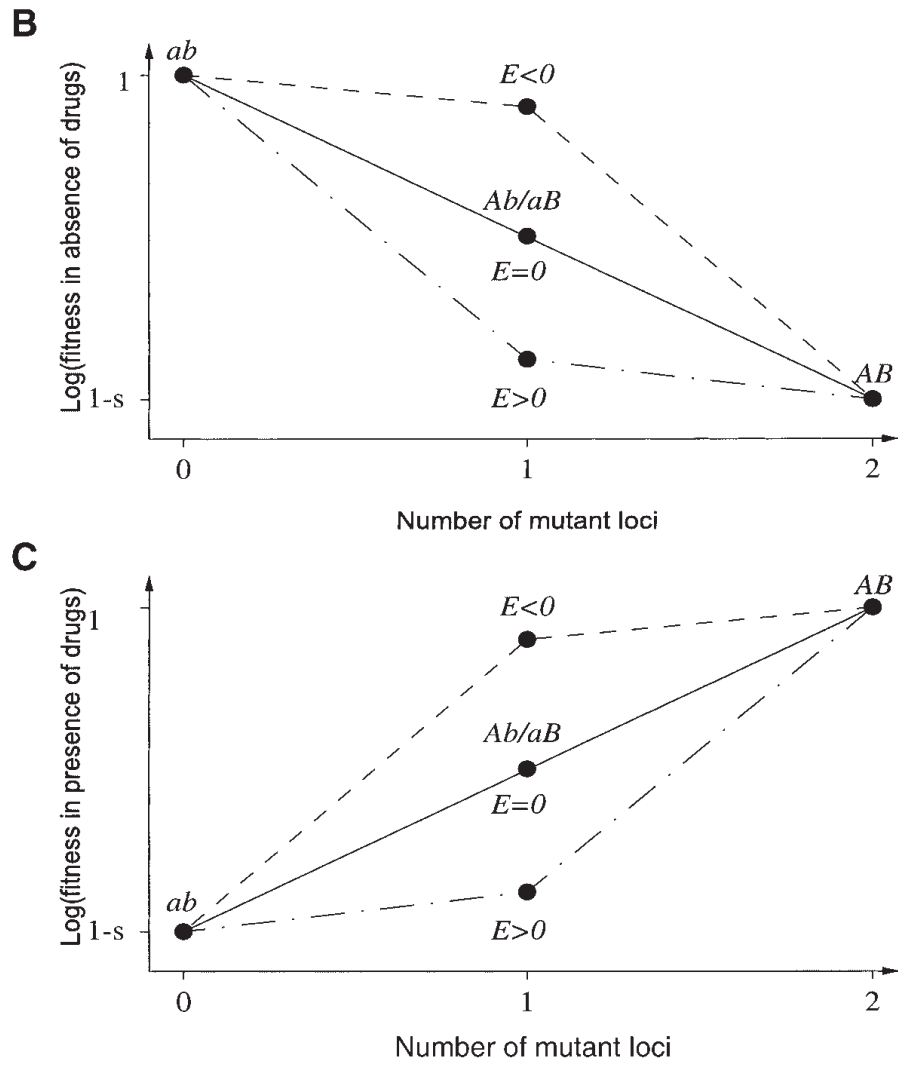 B
Log(fitness in absence of drugs)
1
1-s
ab
E<0
Ab/aB
E=0
E>0
AB
0 1 2
Number of mutant loci
C
Log(fitness in presence of drugs)
1
1-s
AB
E<0
Ab/aB
E=0
ab
E>0
0 1 2
Number of mutant loci